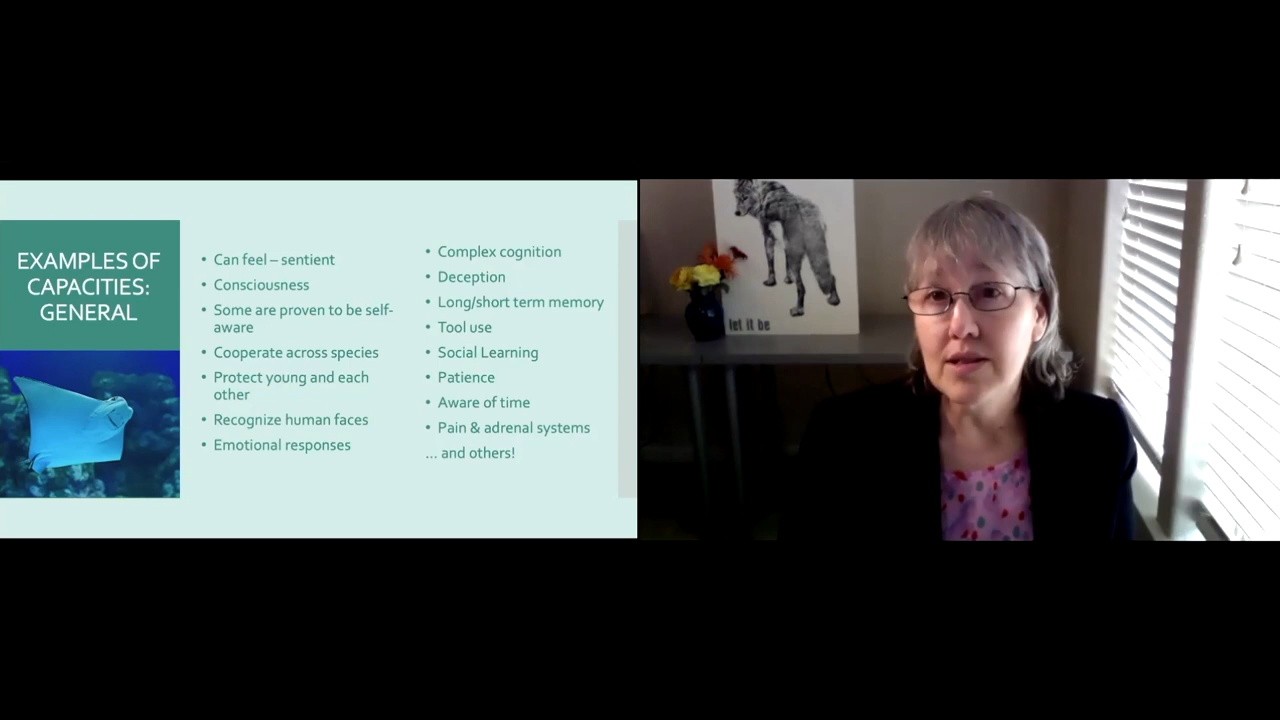 EXAMPLES OF
CAPACITIES:
GENERAL
• Can feel – sentient
• Consciousness
• Some are proven to be self-
aware
• Cooperate across species
• Protect young and each
other
• Recognize human faces
• Emotional responses
• Complex cognition
• Deception
• Long/short term memory
• Tool use
• Social Learning
• Patience
• Aware of time
• Pain & adrenal systems
... and others!
let it be